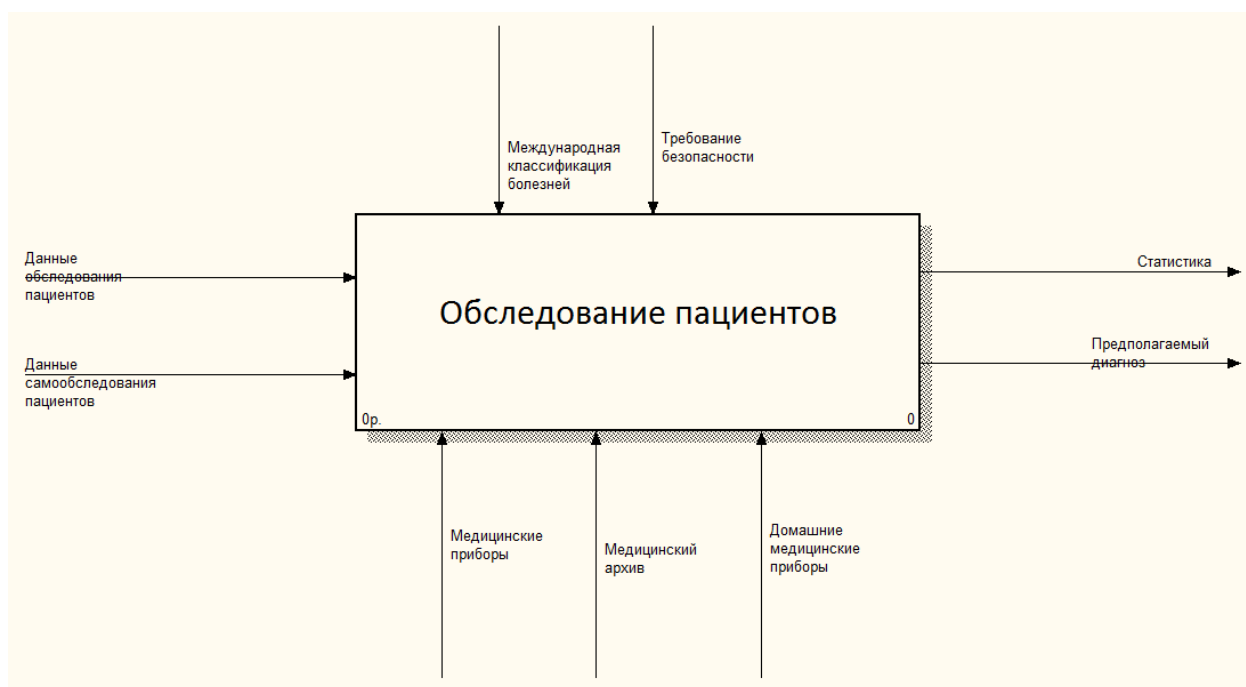 Международная
классификация
болезней
Требование
безопасности
Данные
обследования
пациентов
Данные
самообследования
пациентов
Обследование пациентов
0р.
0
Статистика
Предполагаемый
диагноз
Медицинские
приборы
Медицинский
архив
Домашние
медицинские
приборы